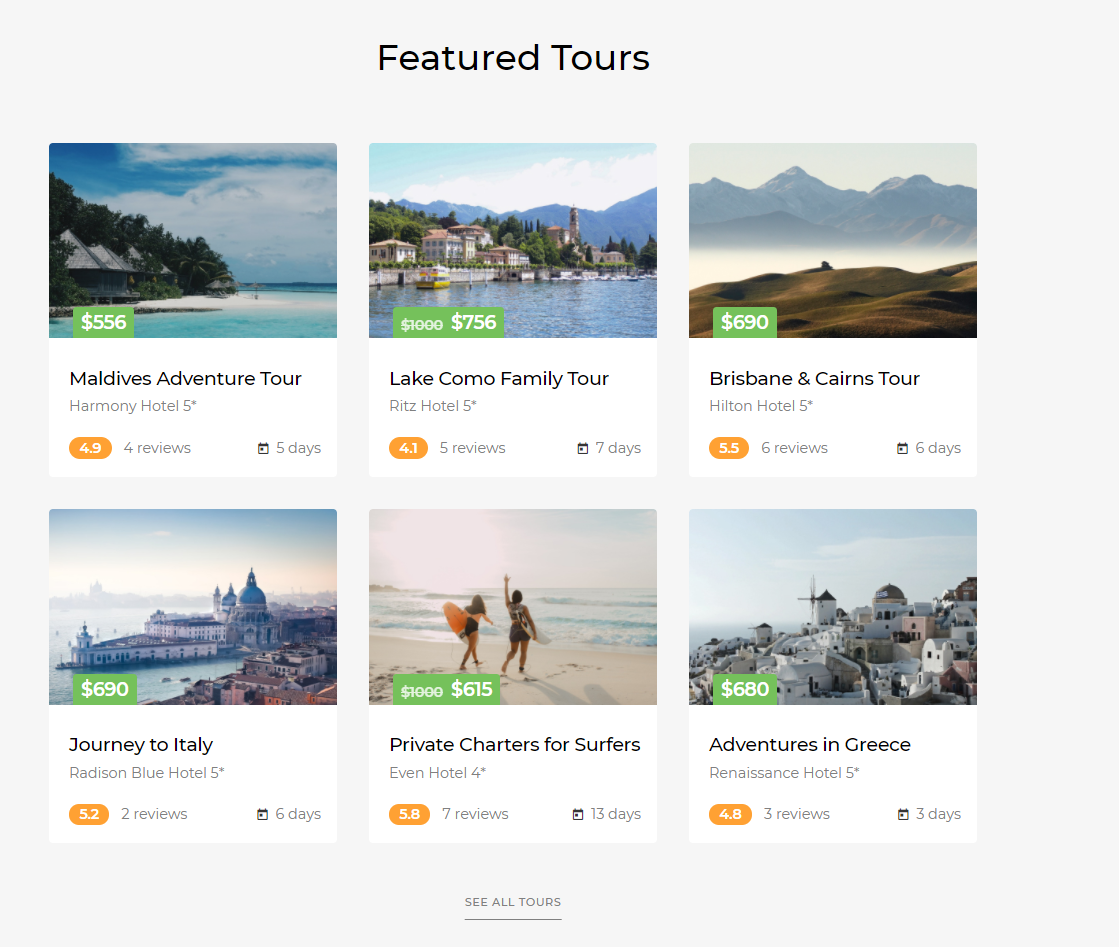 Featured Tours
$556
Maldives Adventure Tour
Harmony Hotel 5*
4.9 4 reviews 5 days
$1000 $756
Lake Como Family Tour
Ritz Hotel 5*
4.1 5 reviews 7 days
$690
Brisbane & Cairns Tour
Hilton Hotel 5*
5.5 6 reviews 6 days
$690
Journey to Italy
Radison Blue Hotel 5*
5.2 2 reviews 6 days
$1000 $615
Private Charters for Surfers
Even Hotel 4*
5.8 7 reviews 13 days
$680
Adventures in Greece
Renaissance Hotel 5*
4.8 3 reviews 3 days
SEE ALL TOURS